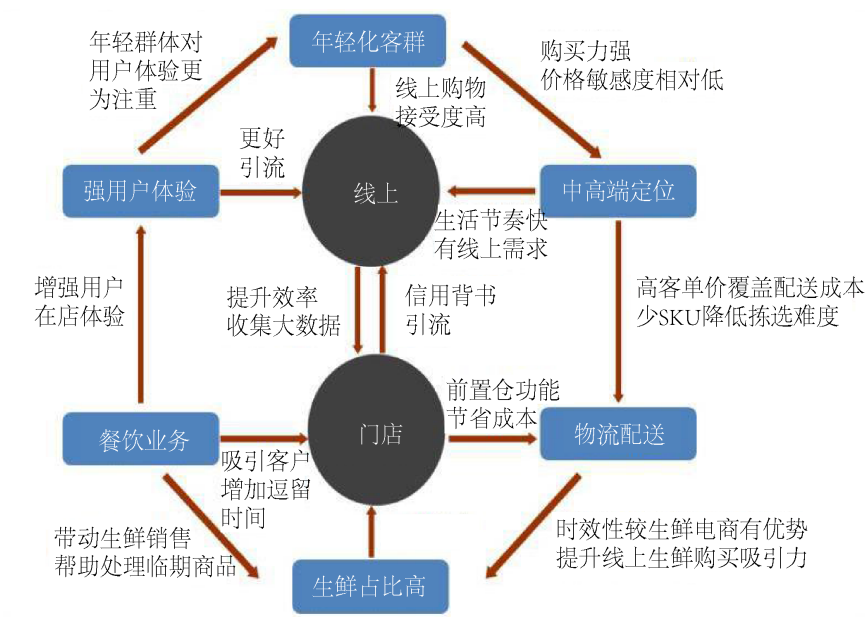 年轻群体对
用户体验更
为注重
年轻化客群
购买力强
价格敏感度相对低
线上购物
接受度高
更好
引流
强用户体验
线上
中高端定位
生活节奏快
有线上需求
增强用户
在店体验
提升效率
收集大数据
信用背书
引流
高客单价覆盖配送成本
少SKU降低拣选难度
前置仓功能
节省成本
餐饮业务
门店
物流配送
吸引客户
增加逗留
时间
带动生鲜销售
帮助处理临期商品
时效性较生鲜电商有优势
提升线上生鲜购买吸引力
生鲜占比高